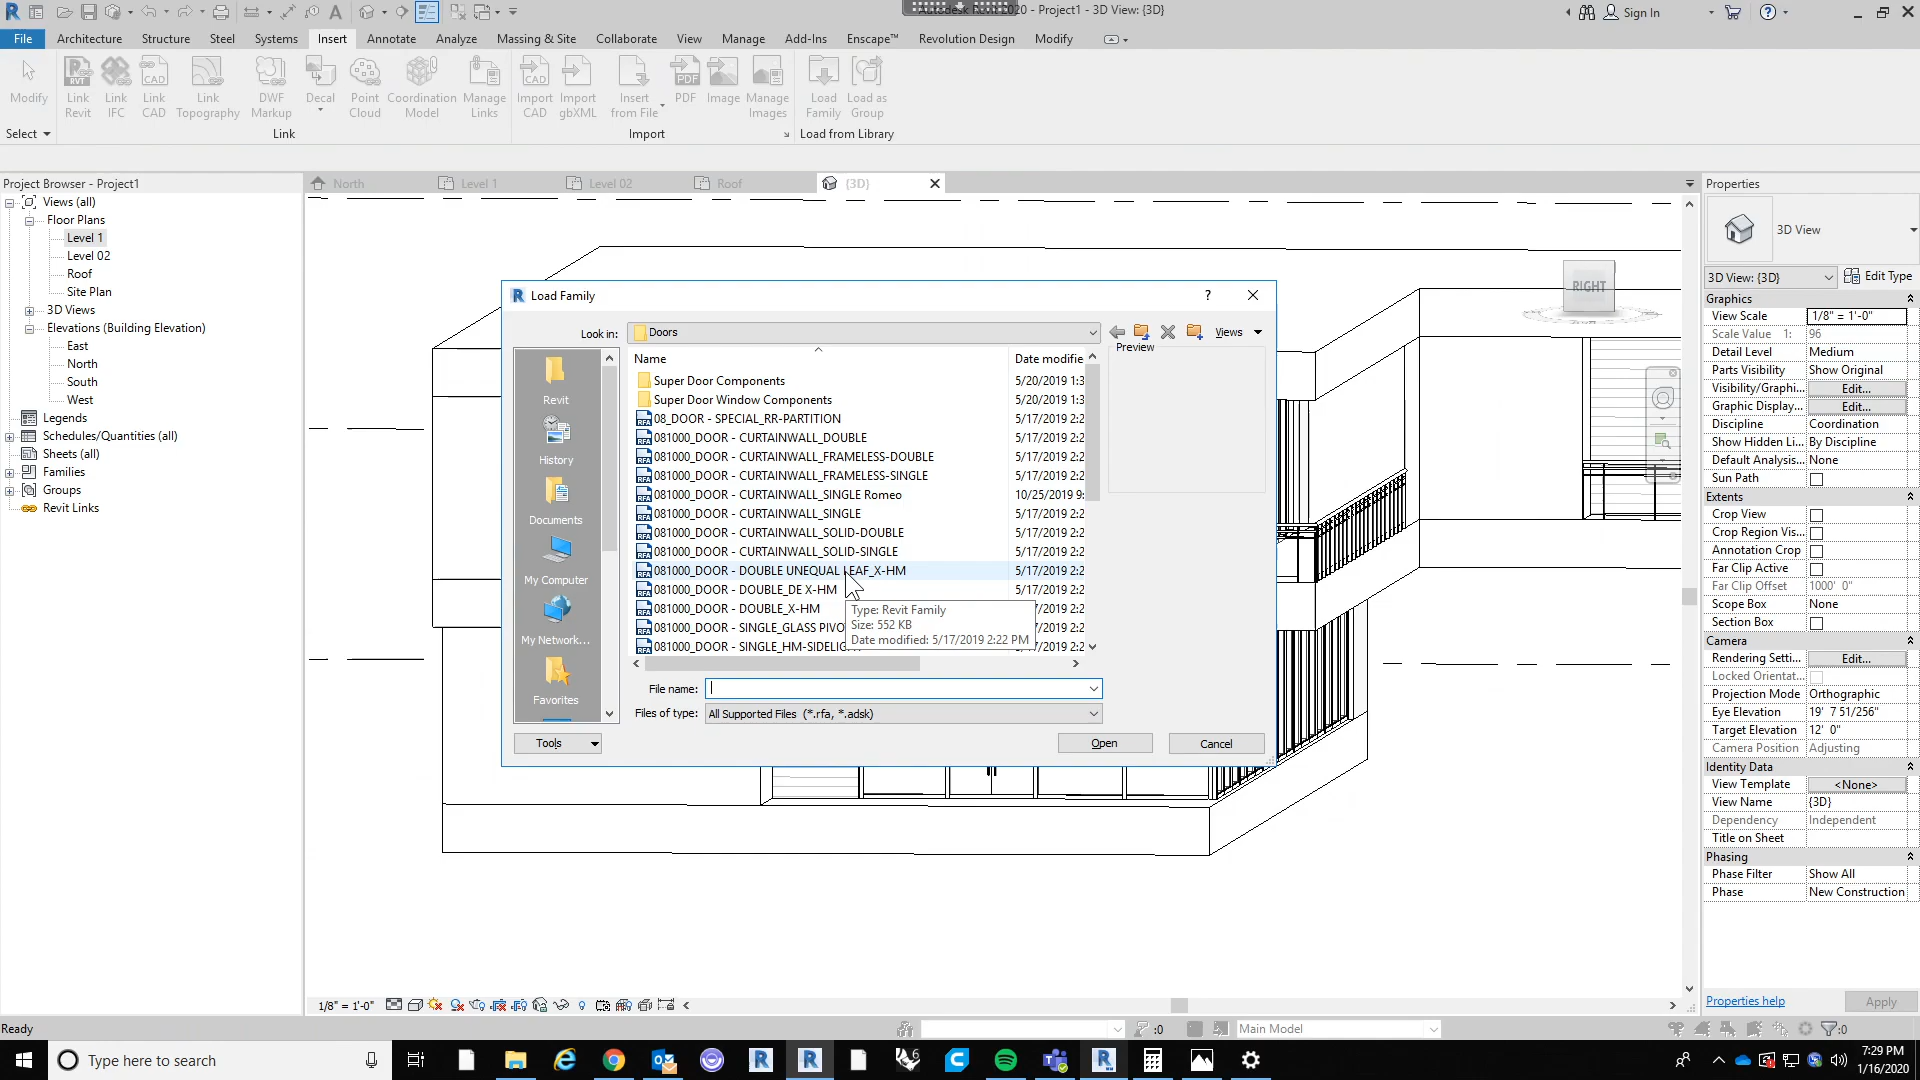 Autodesk Revit 2020 - Project1 - 3D View: {3D}
Sign In
File Architecture Structure Steel Systems Insert Annotate Analyze Massing & Site Collaborate View Manage Add-Ins Enscape™ Revolution Design Modify
Modify
Link Revit
Link IFC
Link CAD
Link Topography
DWF Markup
Decal
Point Cloud
Coordination Model
Manage Links
Import CAD
Import gbXML
Insert from File
PDF
Image
Manage Images
Load Family
Load as Group
Select
Link
Import
Load from Library
Project Browser - Project1
Views (all)
Floor Plans
Level 1
Level 02
Roof
Site Plan
3D Views
Elevations (Building Elevation)
East
North
South
West
Legends
Schedules/Quantities (all)
Sheets (all)
Families
Groups
Revit Links
North
Level 1
Level 02
Roof
{3D}
RIGHT
Load Family
Look in:
Doors
Views
Preview
Revit
History
Documents
My Computer
My Network...
Favorites
Name Date modifie
Super Door Components 5/20/2019 1:3
Super Door Window Components 5/20/2019 1:3
08_DOOR - SPECIAL_RR-PARTITION 5/17/2019 2:2
081000_DOOR - CURTAINWALL_DOUBLE 5/17/2019 2:2
081000_DOOR - CURTAINWALL_FRAMELESS-DOUBLE 5/17/2019 2:2
081000_DOOR - CURTAINWALL_FRAMELESS-SINGLE 5/17/2019 2:2
081000_DOOR - CURTAINWALL_SINGLE Romeo 10/25/2019 9:
081000_DOOR - CURTAINWALL_SINGLE 5/17/2019 2:2
081000_DOOR - CURTAINWALL_SOLID-DOUBLE 5/17/2019 2:2
081000_DOOR - CURTAINWALL_SOLID-SINGLE 5/17/2019 2:2
081000_DOOR - DOUBLE UNEQUAL LEAF_X-HM 5/17/2019 2:2
081000_DOOR - DOUBLE_DE X-HM 5/17/2019 2:2
081000_DOOR - DOUBLE_X-HM /17/2019 2:2
081000_DOOR - SINGLE_GLASS PIVO /17/2019 2:2
081000_DOOR - SINGLE_HM-SIDELIG /17/2019 2:2
Type: Revit Family
Size: 552 KB
Date modified: 5/17/2019 2:22 PM
File name:
Files of type: All Supported Files (*.rfa, *.adsk)
Tools
Open
Cancel
Properties
3D View
3D View: {3D} Edit Type
Graphics
View Scale 1/8" = 1'-0"
Scale Value 1: 96
Detail Level Medium
Parts Visibility Show Original
Visibility/Graphi... Edit...
Graphic Display... Edit...
Discipline Coordination
Show Hidden Li... By Discipline
Default Analysis... None
Sun Path
Extents
Crop View
Crop Region Vis...
Annotation Crop
Far Clip Active
Far Clip Offset 1000' 0"
Scope Box None
Section Box
Camera
Rendering Setti... Edit...
Locked Orientat...
Projection Mode Orthographic
Eye Elevation 19' 7 51/256"
Target Elevation 12' 0"
Camera Position Adjusting
Identity Data
View Template <None>
View Name {3D}
Dependency Independent
Title on Sheet
Phasing
Phase Filter Show All
Phase New Construction
Properties help
Apply
1/8" = 1'-0"
Ready
:0
Main Model
:0
Type here to search
7:29 PM
1/16/2020